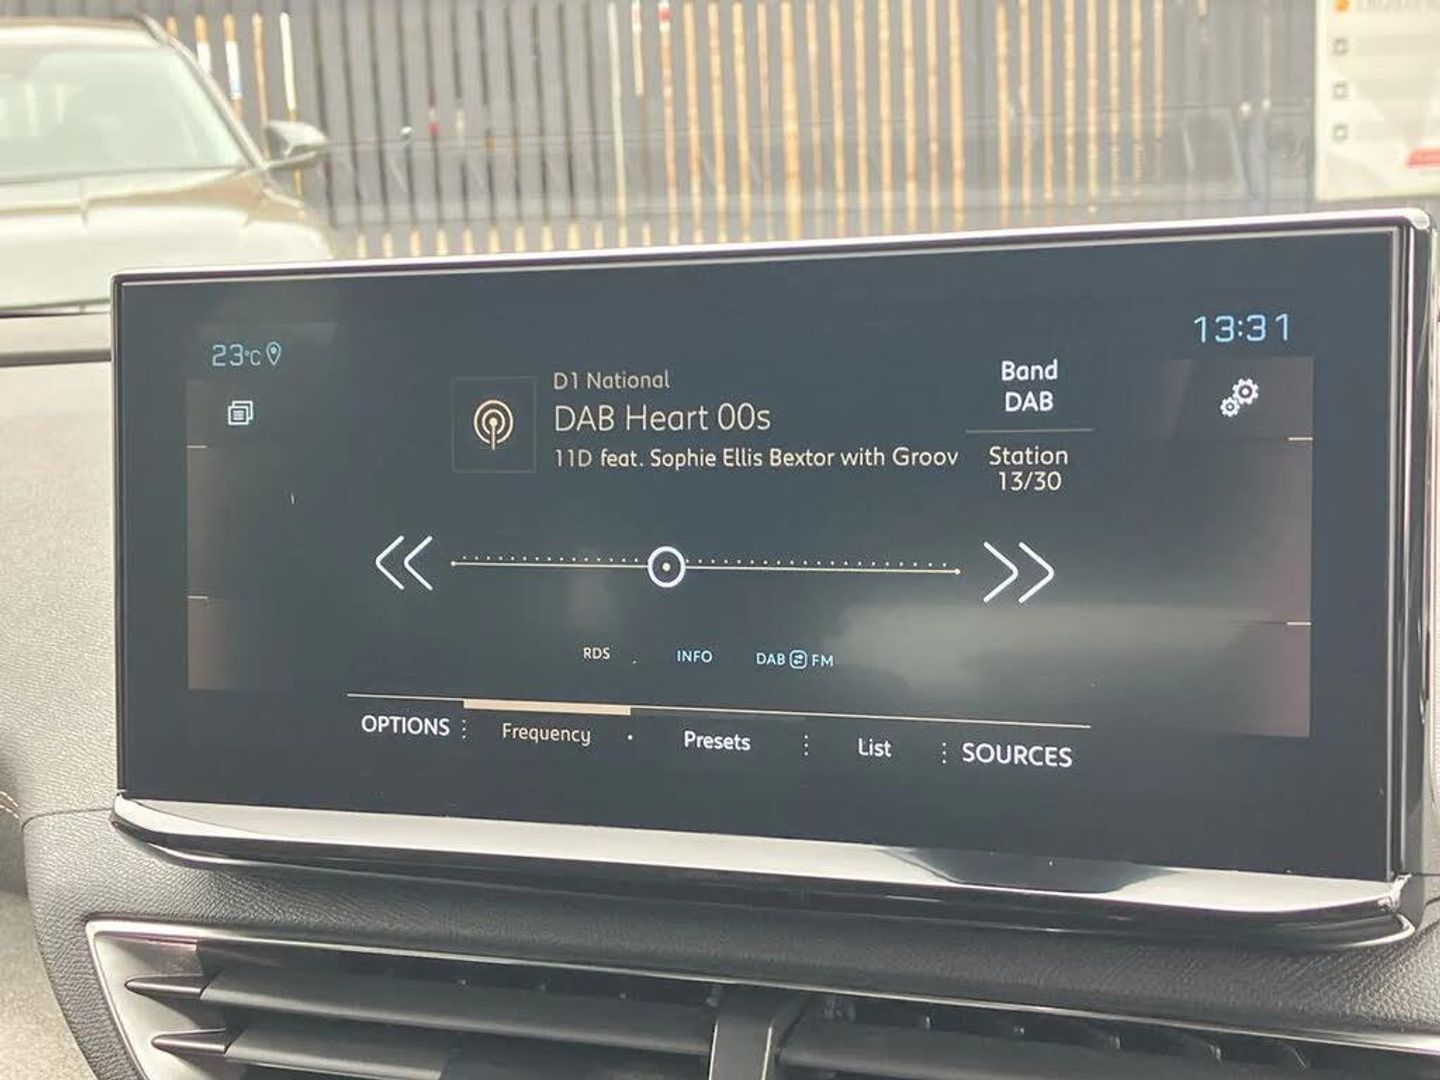 23°C
13:31
D1 National
DAB Heart 00s
11D feat. Sophie Ellis Bextor with Groov
Band
DAB
Station
13/30
RDS
INFO
DAB FM
OPTIONS
Frequency
Presets
List
SOURCES